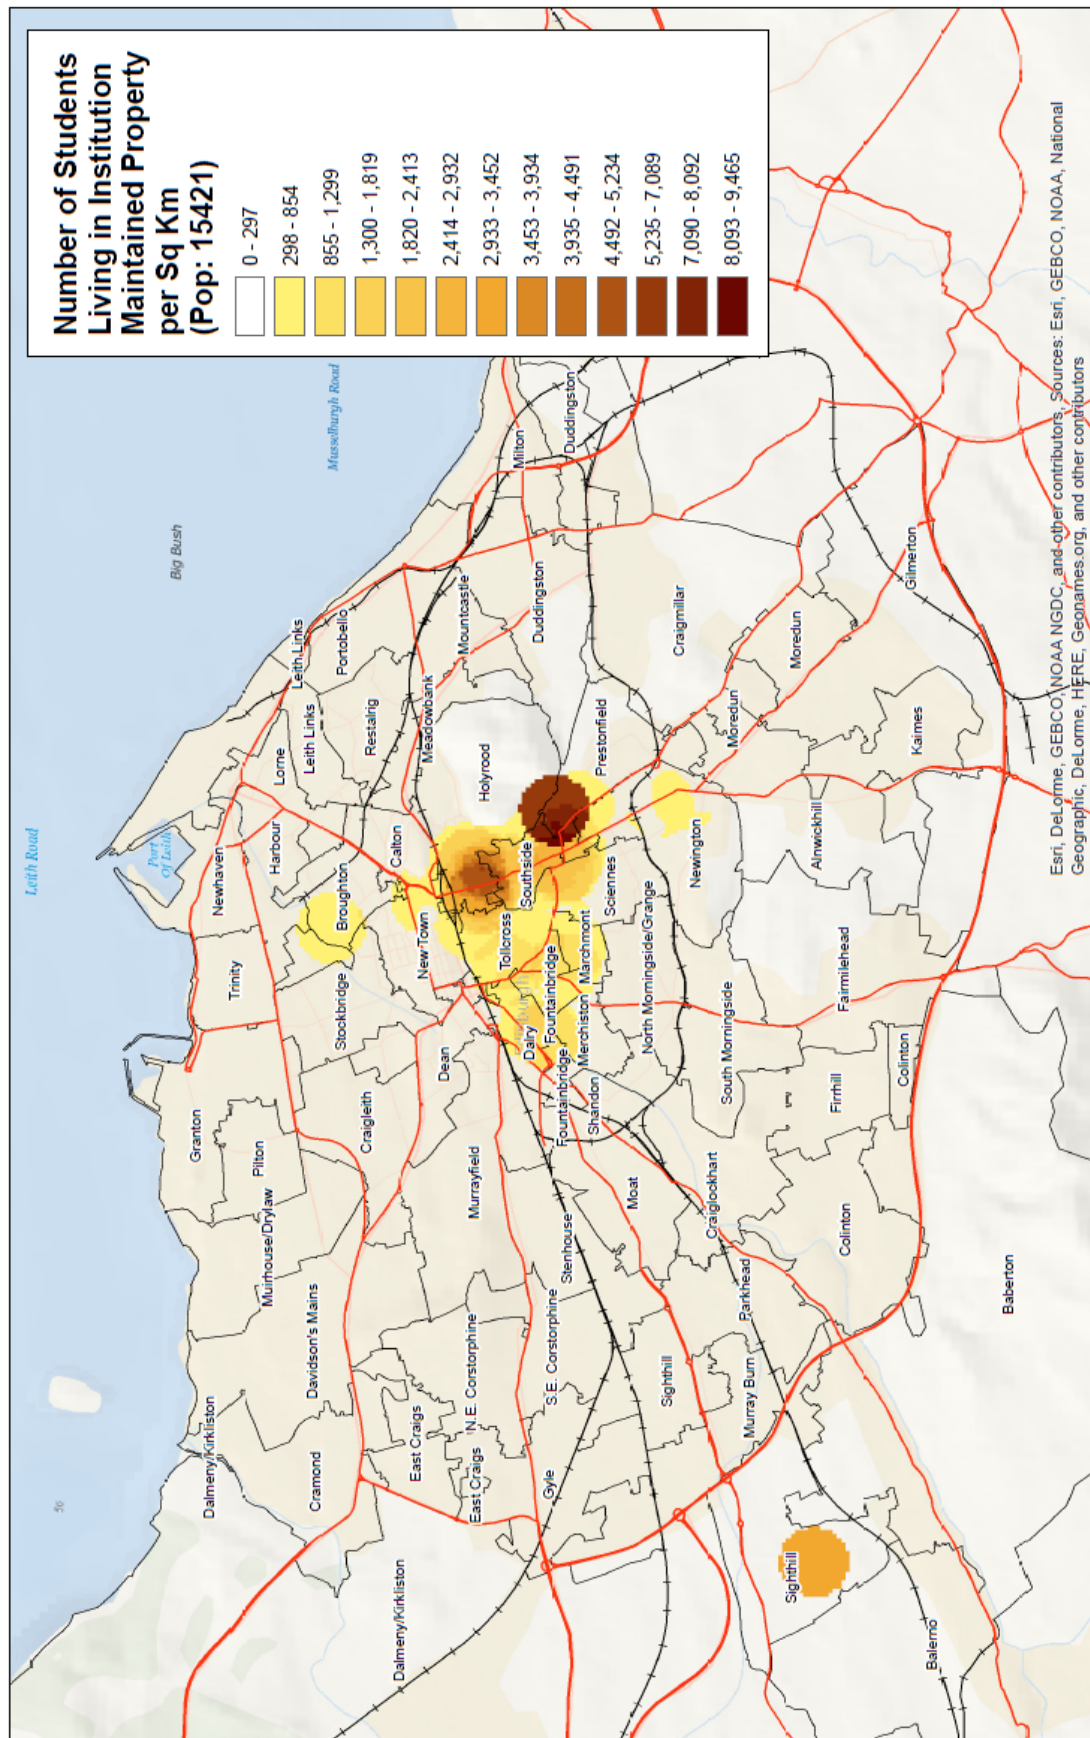 Number of Students
Living in Institution
Maintained Property
per Sq Km
(Pop: 15421)
0 - 297
298 - 854
855 - 1,299
1,300 - 1,819
1,820 - 2,413
2,414 - 2,932
2,933 - 3,452
3,453 - 3,934
3,935 - 4,491
4,492 - 5,234
5,235 - 7,089
7,090 - 8,092
8,093 - 9,465
Leith Road
Big Bush
Musselburgh Road
Port
Of Leith
Dalmeny/Kirkliston
Cramond
Davidson's Mains
Muirhouse/Drylaw
Pilton
Granton
Trinity
Newhaven
Harbour
Lorne
Leith Links
Leith Links
Portobello
Restalrig
Broughton
Stockbridge
Craigleith
Dean
New Town
Calton
Meadowbank
Mountcastle
Milton
Duddingston
Duddingston
Dalmeny/Kirkliston
East Craigs
East Craigs
N.E. Corstorphine
Murrayfield
Holyrood
Gyle
S.E. Corstorphine
Stenhouse
Fountainbridge
Dalry
Fountainbridge
Tollcross
Southside
Prestonfield
Craigmillar
Shandon
Merchiston
Marchmont
Sciennes
Moat
North Morningside/Grange
Newington
Sighthill
Craiglockhart
South Morningside
Moredun
Moredun
Murray Burn
Parkhead
Sighthill
Colinton
Firrhill
Fairmilehead
Alnwickhill
Kaimes
Gilmerton
Colinton
Balerno
Baberton
Esri, DeLorme, GEBCO, NOAA NGDC, and other contributors, Sources: Esri, GEBCO, NOAA, National
Geographic, DeLorme, HERE, Geonames.org, and other contributors